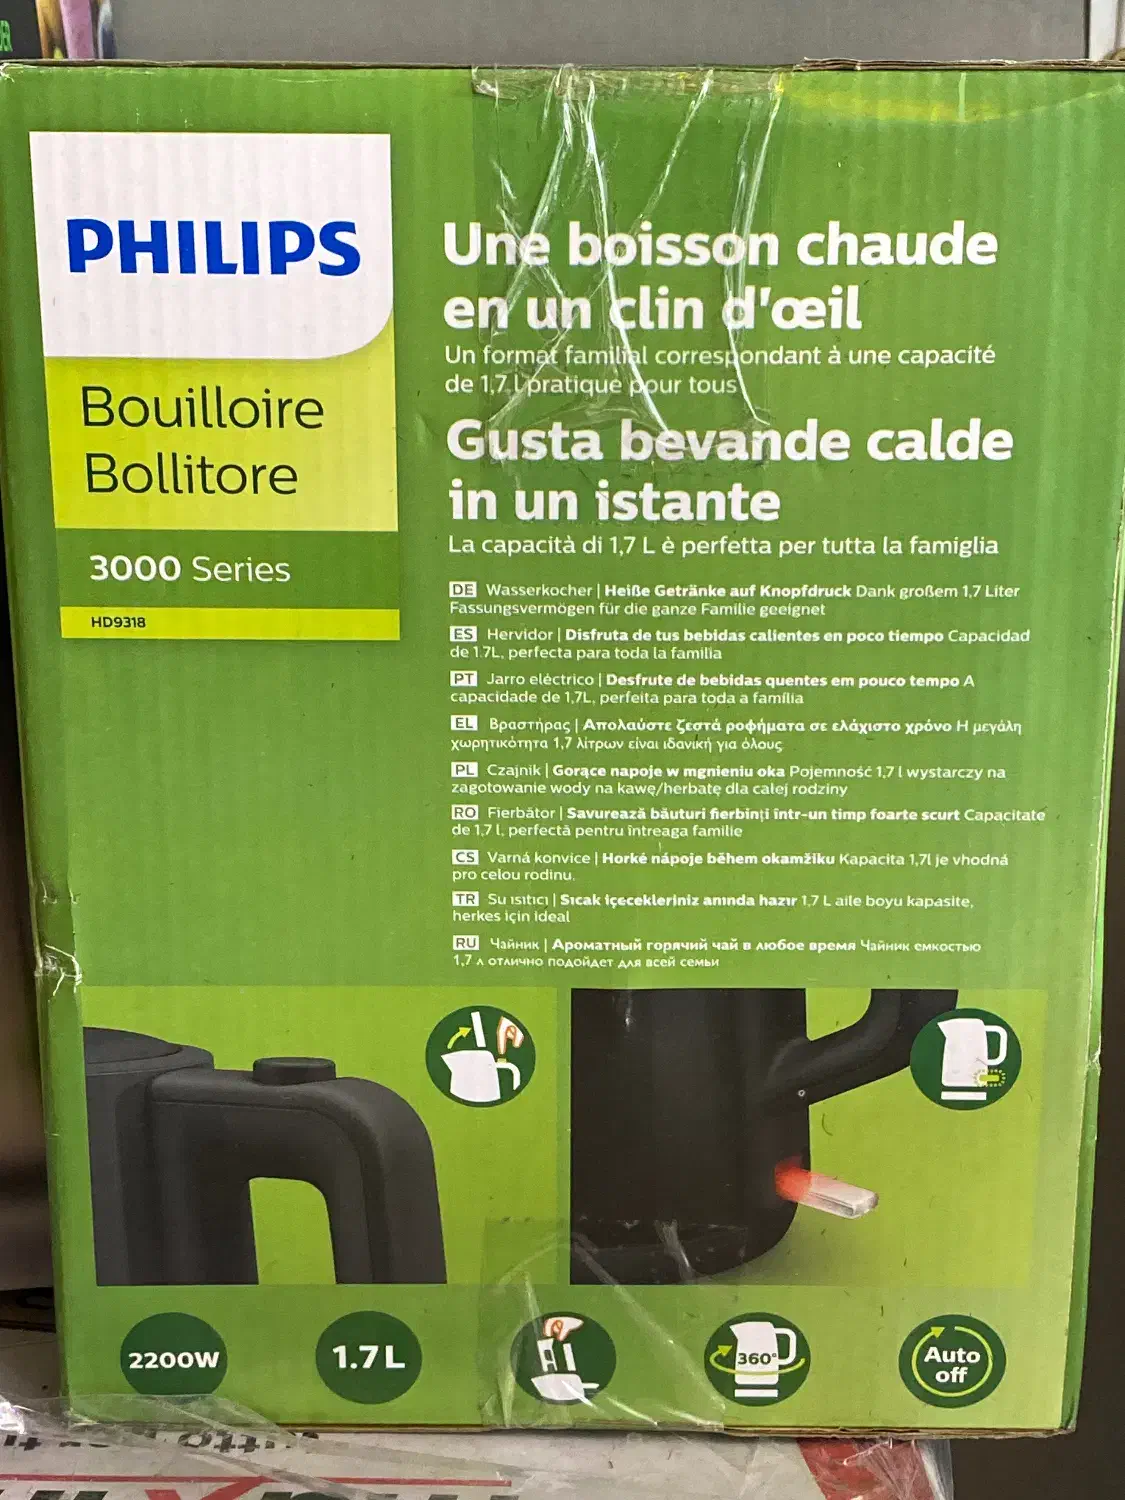 PHILIPS
Bouilloire
Bollitore
3000 Series
HD9318
Une boisson chaude
en un clin d'œil
Un format familial correspondant à une capacité
de 1,7 l pratique pour tous
Gusta bevande calde
in un istante
La capacità di 1,7 L è perfetta per tutta la famiglia
DE Wasserkocher | Heiße Getränke auf Knopfdruck Dank großem 1,7 Liter
Fassungsvermögen für die ganze Familie geeignet
ES Hervidor | Disfruta de tus bebidas calientes en poco tiempo Capacidad
de 1.7L, perfecta para toda la familia
PT Jarro eléctrico | Desfrute de bebidas quentes em pouco tempo A
capacidade de 1,7L, perfeita para toda a família
EL Βραστήρας | Απολαύστε ζεστά ροφήματα σε ελάχιστο χρόνο Η μεγάλη
χωρητικότητα 1,7 λίτρων είναι ιδανική για όλους
PL Czajnik | Gorące napoje w mgnieniu oka Pojemność 1,7 l wystarczy na
zagotowanie wody na kawę/herbatę dla całej rodziny
RO Fierbător | Savurează băuturi fierbinți într-un timp foarte scurt Capacitate
de 1,7 l, perfectă pentru întreaga familie
CS Varná konvice | Horké nápoje během okamžiku Kapacita 1,7l je vhodná
pro celou rodinu.
TR Su ısıtıcı | Sıcak içecekleriniz anında hazır 1,7 L aile boyu kapasite,
herkes için ideal
RU Чайник | Ароматный горячий чай в любое время Чайник емкостью
1,7 л отлично подойдет для всей семьи
2200W
1.7L
360°
Auto
off